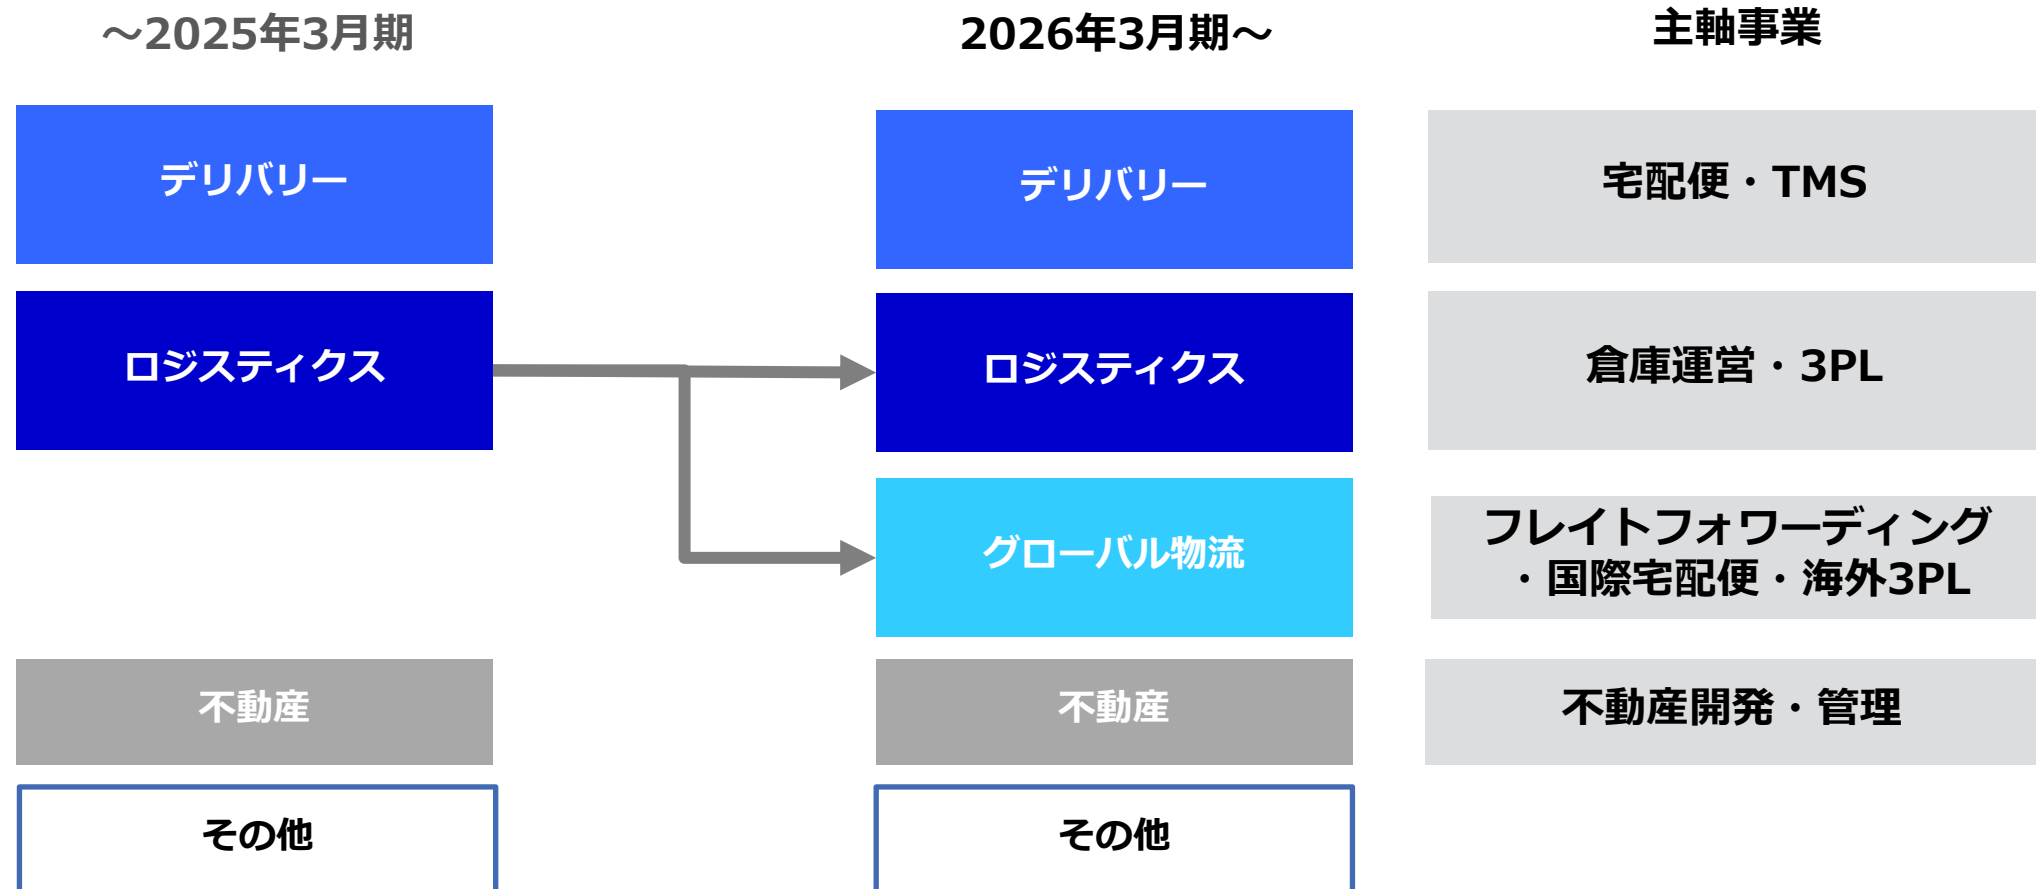 ～2025年3月期
2026年3月期～
主軸事業
デリバリー
デリバリー
宅配便・TMS
ロジスティクス
ロジスティクス
倉庫運営・3PL
グローバル物流
フレイトフォワーディング
・国際宅配便・海外3PL
不動産
不動産
不動産開発・管理
その他
その他